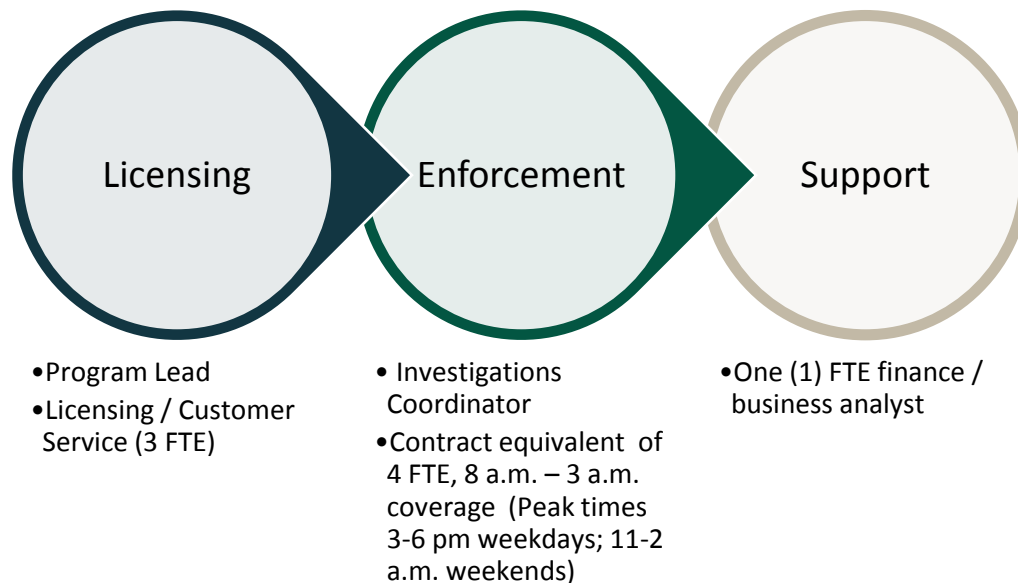 Licensing
Enforcement
Support
•Program Lead
•Licensing / Customer
Service (3 FTE)
• Investigations
Coordinator
•Contract equivalent of
4 FTE, 8 a.m. – 3 a.m.
coverage (Peak times
3-6 pm weekdays; 11-2
a.m. weekends)
•One (1) FTE finance /
business analyst